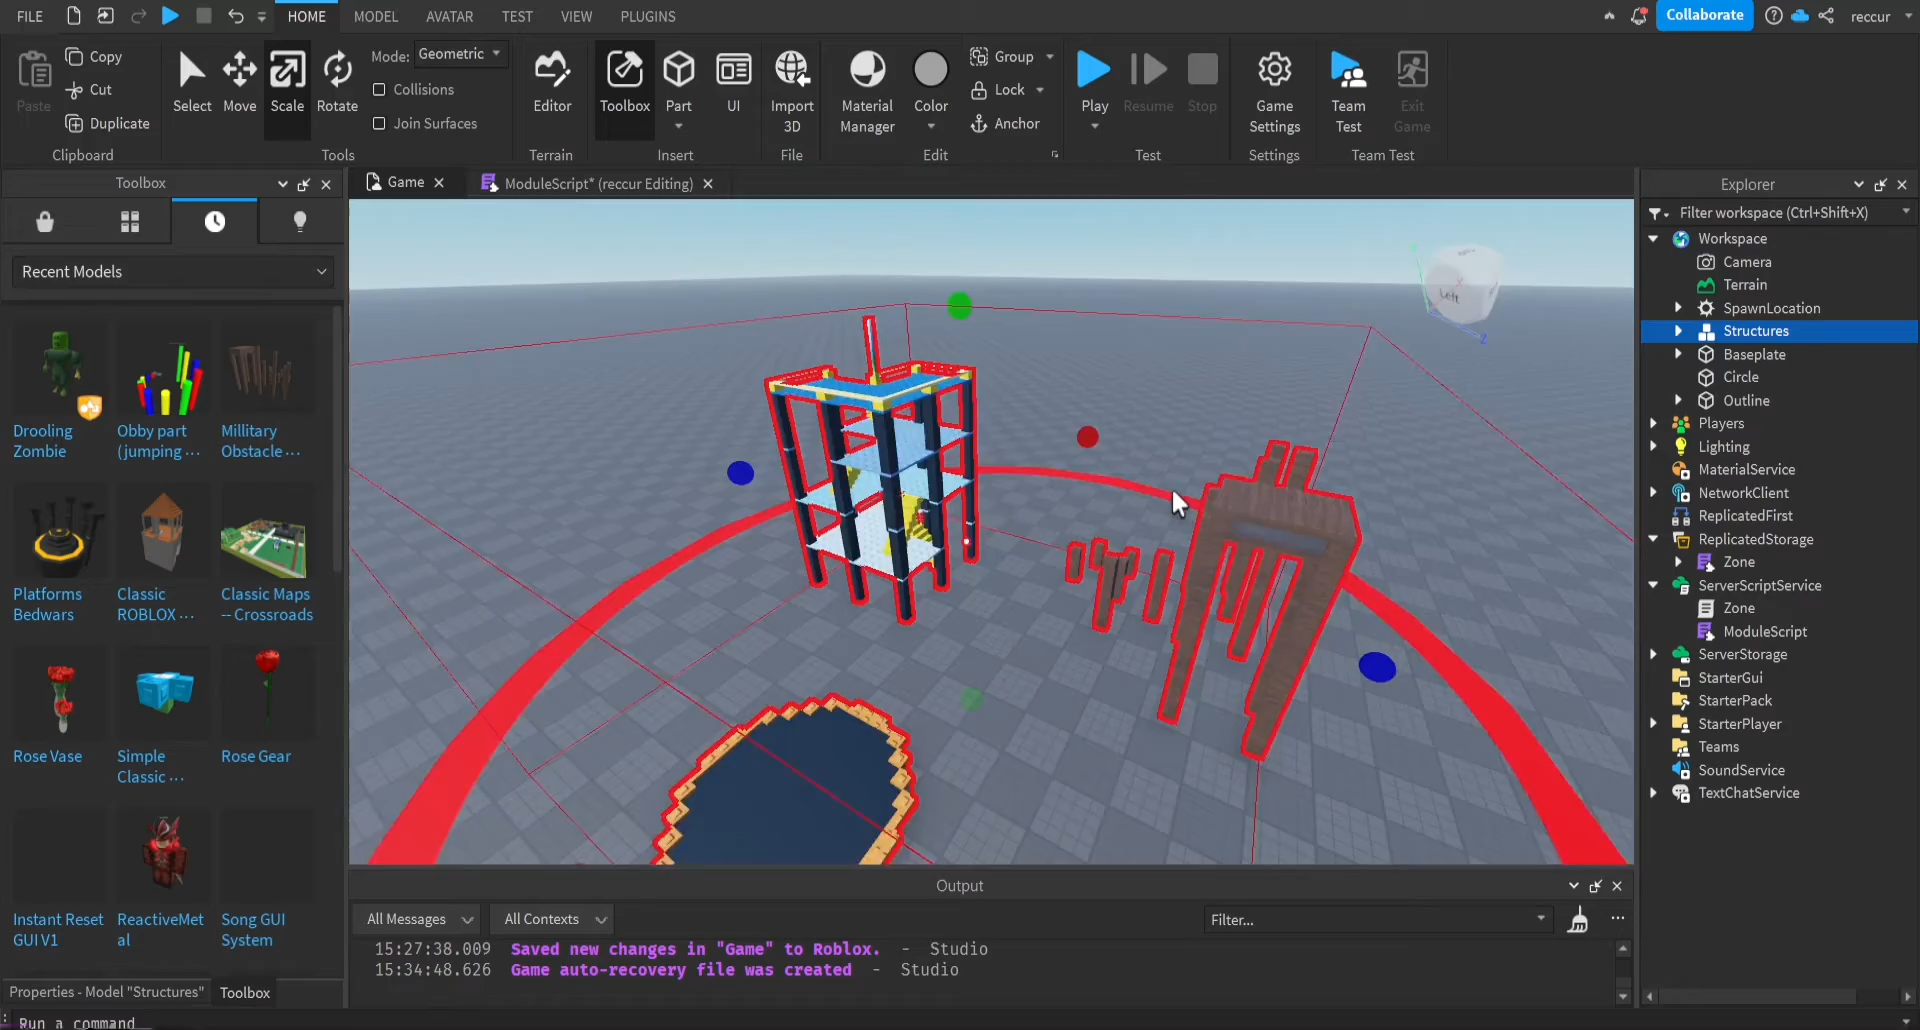 FILE
HOME
MODEL
AVATAR
TEST
VIEW
PLUGINS
Collaborate
reccur
Paste
Copy
Cut
Duplicate
Clipboard
Select
Move
Scale
Rotate
Mode:
Geometric
Collisions
Join Surfaces
Tools
Editor
Terrain
Toolbox
Part
UI
Insert
Import
3D
File
Material
Manager
Color
Group
Lock
Anchor
Edit
Play
Resume
Stop
Test
Game
Settings
Settings
Team
Test
Exit
Game
Team Test
Toolbox
Game
ModuleScript* (reccur Editing)
Explorer
Recent Models
Drooling
Zombie
Obby part
(jumping ...
Millitary
Obstacle ...
Platforms
Bedwars
Classic
ROBLOX ...
Classic Maps
-- Crossroads
Rose Vase
Simple
Classic ...
Rose Gear
Instant Reset
GUI V1
ReactiveMet
al
Song GUI
System
Properties - Model "Structures"
Toolbox
Left
Z
Filter workspace (Ctrl+Shift+X)
Workspace
Camera
Terrain
SpawnLocation
Structures
Baseplate
Circle
Outline
Players
Lighting
MaterialService
NetworkClient
ReplicatedFirst
ReplicatedStorage
Zone
ServerScriptService
Zone
ModuleScript
ServerStorage
StarterGui
StarterPack
StarterPlayer
Teams
SoundService
TextChatService
Output
All Messages
All Contexts
Filter...
15:27:38.009 Saved new changes in "Game" to Roblox. - Studio
15:34:48.626 Game auto-recovery file was created - Studio
Run a command